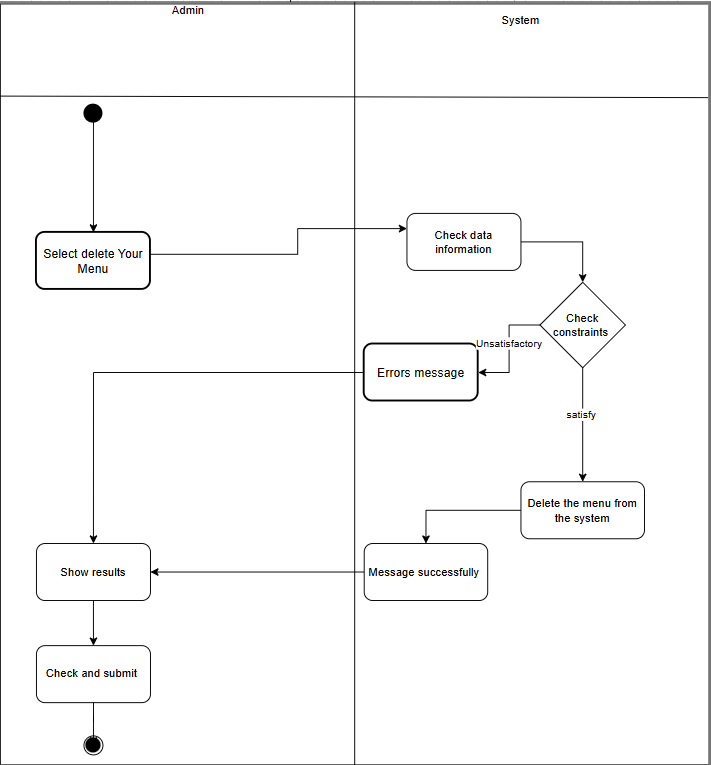 Admin
System
Select delete Your
Menu
Check data
information
Check
constraints
Unsatisfactory
Errors message
satisfy
Delete the menu from
the system
Show results
Message successfully
Check and submit